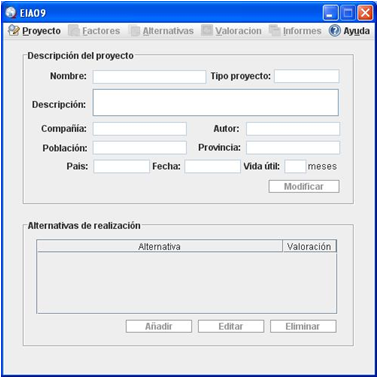 EIA09
Proyecto Factores Alternativas Valoracion Informes Ayuda
Descripción del proyecto
Nombre: Tipo proyecto:
Descripción:
Compañía: Autor:
Población: Provincia:
Pais: Fecha: Vida útil: meses
Modificar
Alternativas de realización
Alternativa Valoración
Añadir Editar Eliminar